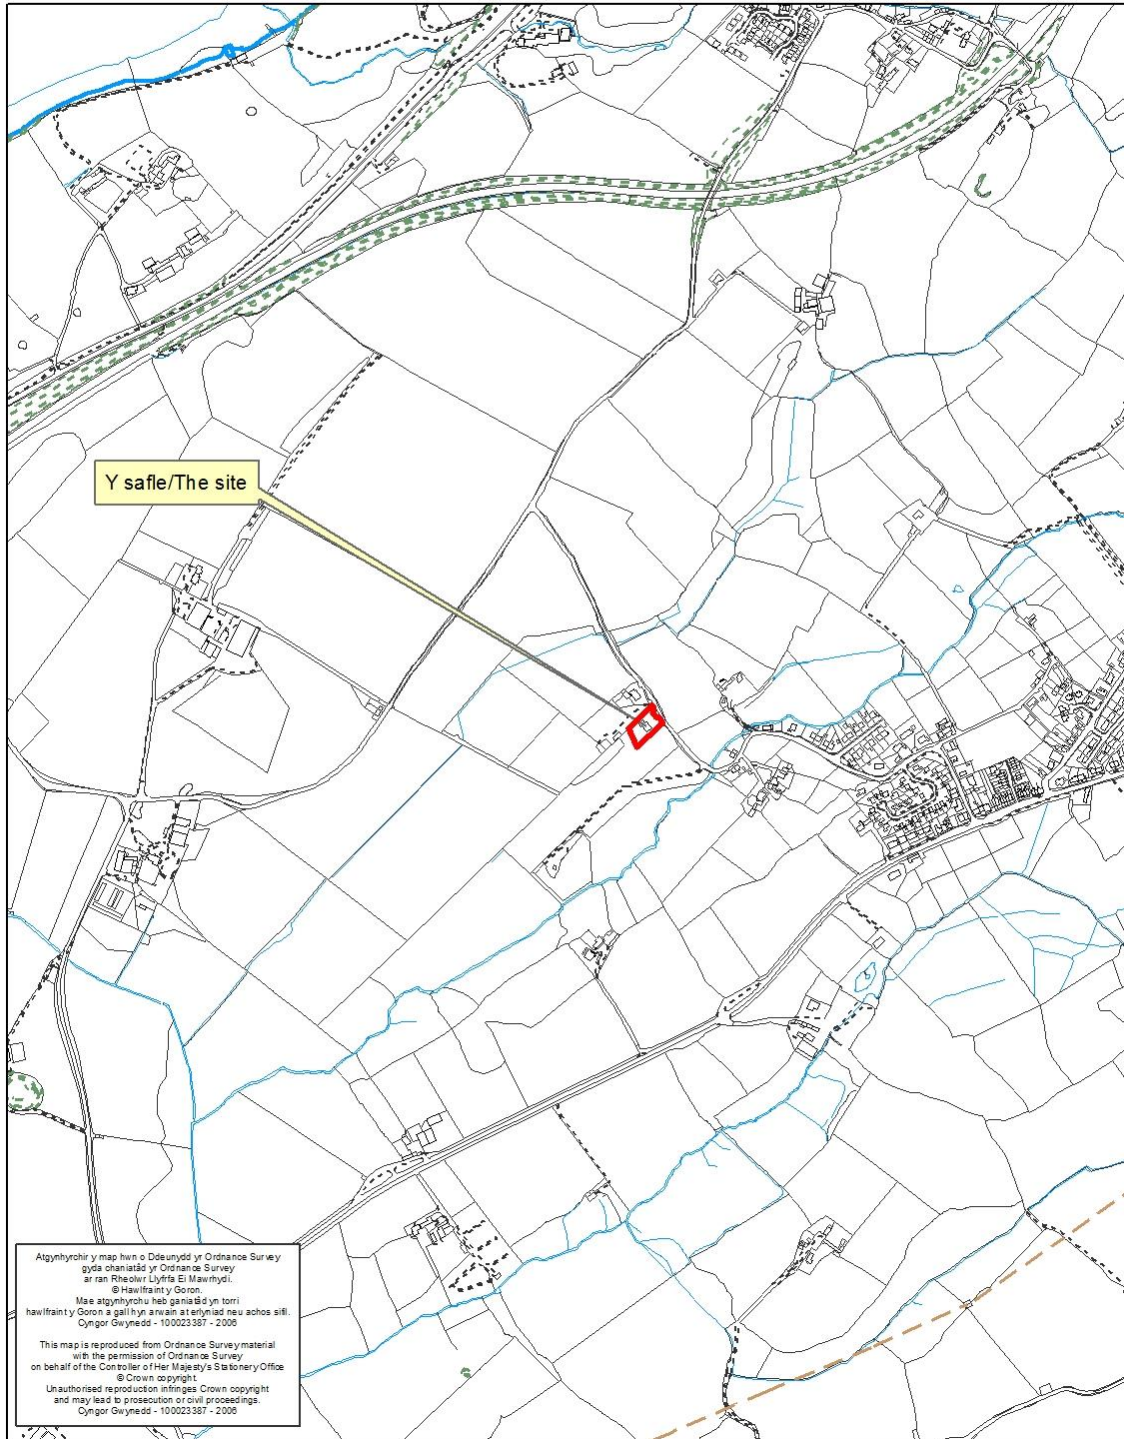 Y safle/The site
Atgynhyrchir y map hwn o Ddeunydd yr Ordnance Survey
gyda chaniatâd yr Ordnance Survey
ar ran Rheolwr Llyfrfa Ei Mawrhydi.
© Hawlfraint y Goron.
Mae atgynhyrchu heb ganiatâd yn torri
hawlfraint y Goron a gall hyn arwain at erlyniad neu achos sifil.
Cyngor Gwynedd - 100023387 - 2006
This map is reproduced from Ordnance Survey material
with the permission of Ordnance Survey
on behalf of the Controller of Her Majesty's Stationery Office
© Crown copyright.
Unauthorised reproduction infringes Crown copyright
and may lead to prosecution or civil proceedings.
Cyngor Gwynedd - 100023387 - 2006